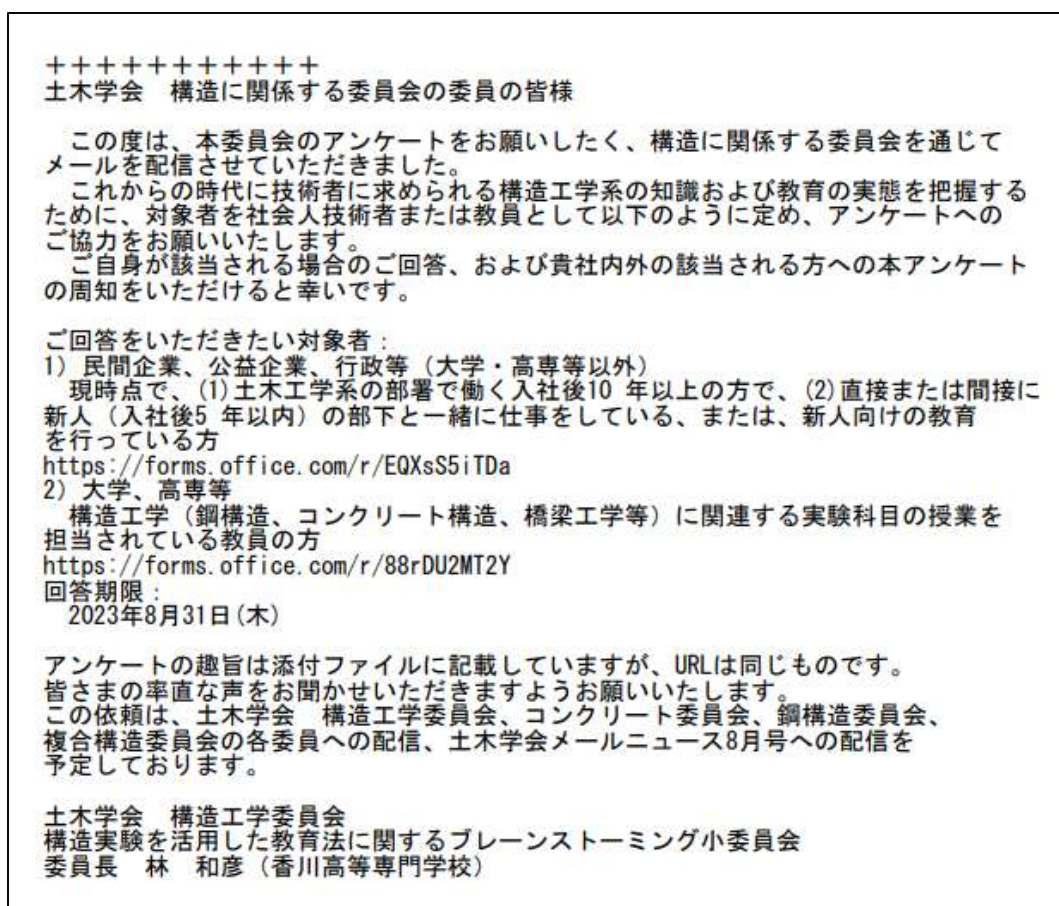 +++++++++++
土木学会　構造に関係する委員会の委員の皆様
　この度は、本委員会のアンケートをお願いしたく、構造に関係する委員会を通じて
メールを配信させていただきました。
　これからの時代に技術者に求められる構造工学系の知識および教育の実態を把握する
ために、対象者を社会人技術者または教員として以下のように定め、アンケートへの
ご協力をお願いいたします。
　ご自身が該当される場合のご回答、および貴社内外の該当される方への本アンケート
の周知をいただけると幸いです。
ご回答をいただきたい対象者：
1) 民間企業、公益企業、行政等（大学・高専等以外）
　現時点で、(1)土木工学系の部署で働く入社後10 年以上の方で、(2)直接または間接に
新人（入社後5 年以内）の部下と一緒に仕事をしている、または、新人向けの教育
を行っている方
https://forms.office.com/r/EQXsS5iTDa
2) 大学、高専等
　構造工学（鋼構造、コンクリート構造、橋梁工学等）に関連する実験科目の授業を
担当されている教員の方
https://forms.office.com/r/88rDU2MT2Y
回答期限：
　2023年8月31日(木)
アンケートの趣旨は添付ファイルに記載していますが、URLは同じものです。
皆さまの率直な声をお聞かせいただきますようお願いいたします。
この依頼は、土木学会　構造工学委員会、コンクリート委員会、鋼構造委員会、
複合構造委員会の各委員への配信、土木学会メールニュース8月号への配信を
予定しております。
土木学会　構造工学委員会
構造実験を活用した教育法に関するブレーンストーミング小委員会
委員長　林　和彦（香川高等専門学校）